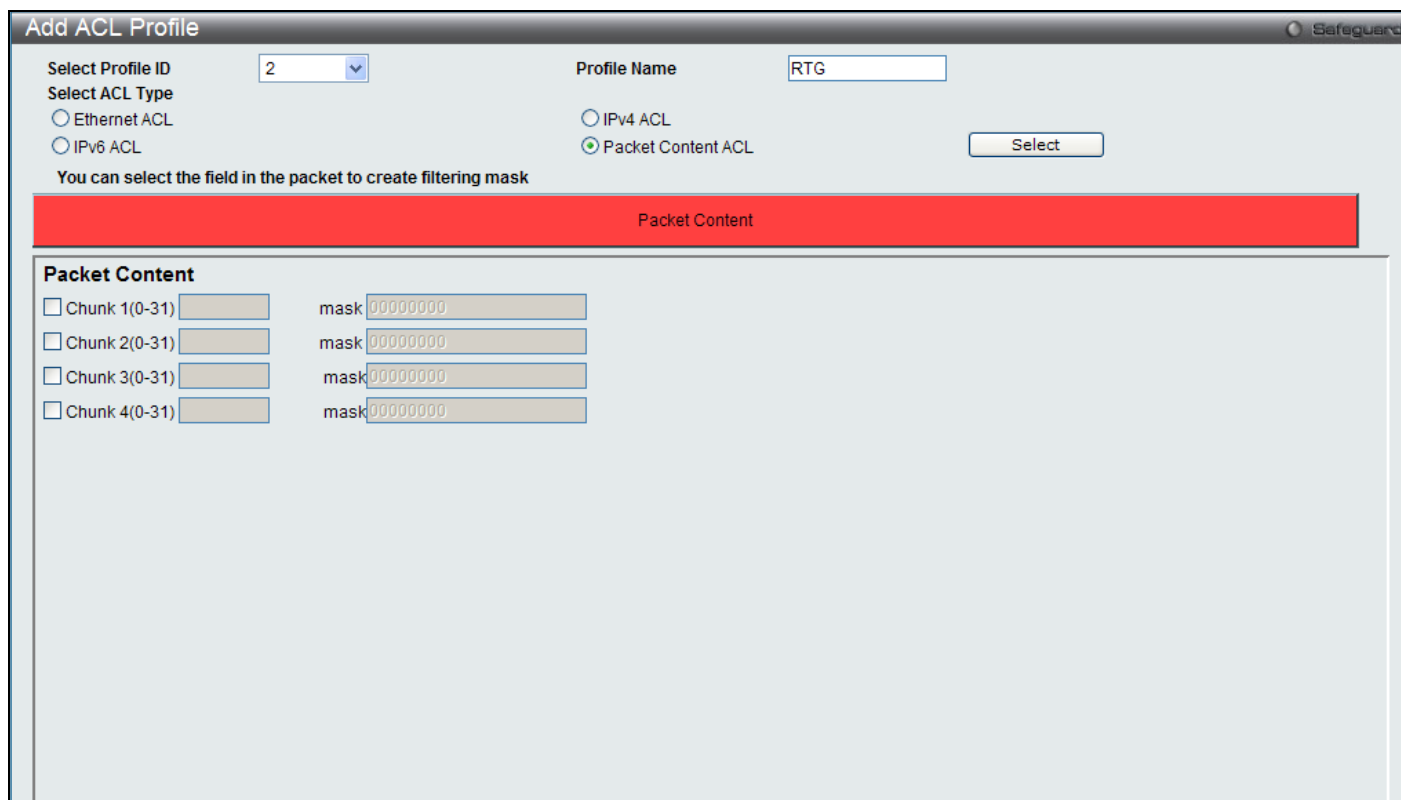 Add ACL Profile
Safeguard
Select Profile ID 2 Profile Name RTG
Select ACL Type
Ethernet ACL IPv4 ACL
IPv6 ACL Packet Content ACL Select
You can select the field in the packet to create filtering mask
Packet Content
Packet Content
Chunk 1(0-31) mask 00000000
Chunk 2(0-31) mask 00000000
Chunk 3(0-31) mask 00000000
Chunk 4(0-31) mask 00000000